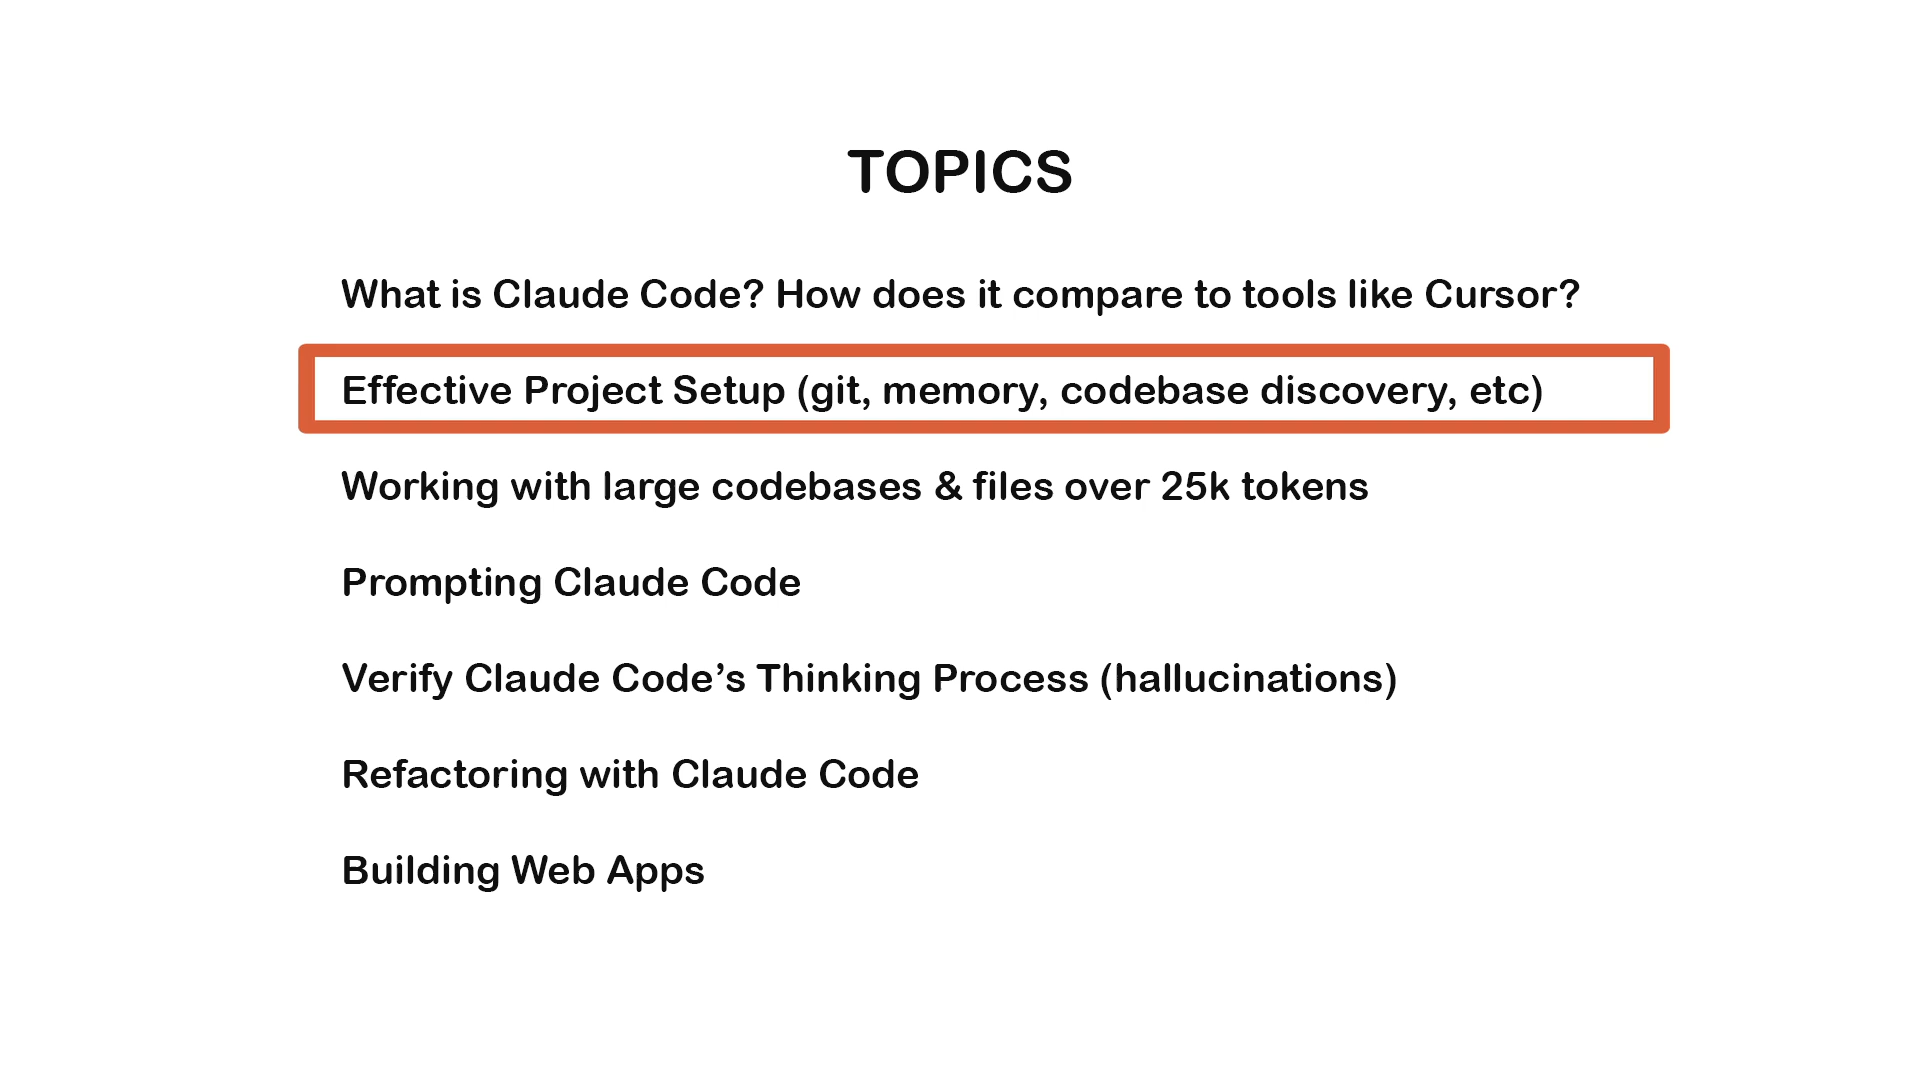 TOPICS
What is Claude Code? How does it compare to tools like Cursor?
Effective Project Setup (git, memory, codebase discovery, etc)
Working with large codebases & files over 25k tokens
Prompting Claude Code
Verify Claude Code’s Thinking Process (hallucinations)
Refactoring with Claude Code
Building Web Apps